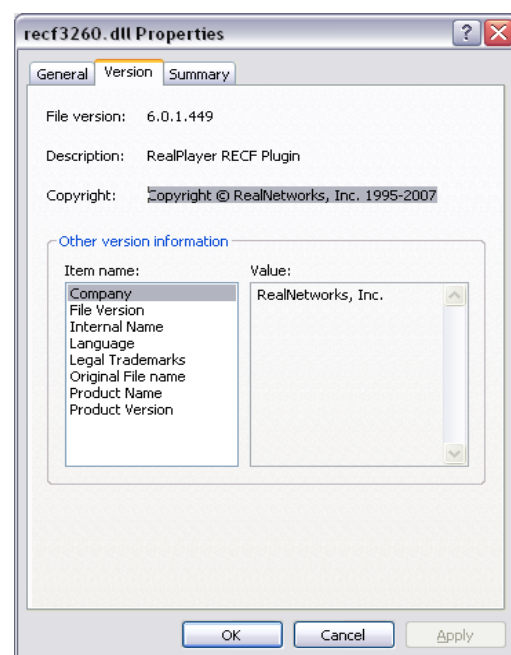 recf3260.dll Properties
General Version Summary
File version: 6.0.1.449
Description: RealPlayer RECF Plugin
Copyright: Copyright © RealNetworks, Inc. 1995-2007
Other version information
Item name: Value:
Company RealNetworks, Inc.
File Version
Internal Name
Language
Legal Trademarks
Original File name
Product Name
Product Version
OK Cancel Apply